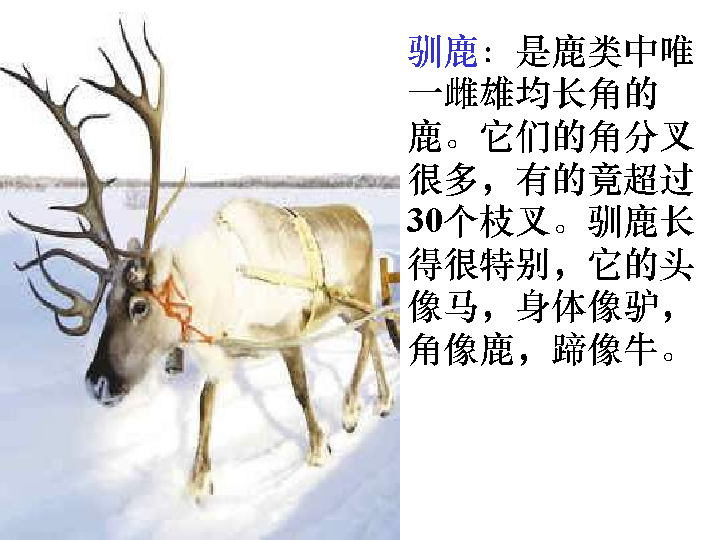 驯鹿：是鹿类中唯
一雌雄均长角的
鹿。它们的角分叉
很多，有的竟超过
30个枝叉。驯鹿长
得很特别，它的头
像马，身体像驴，
角像鹿，蹄像牛。